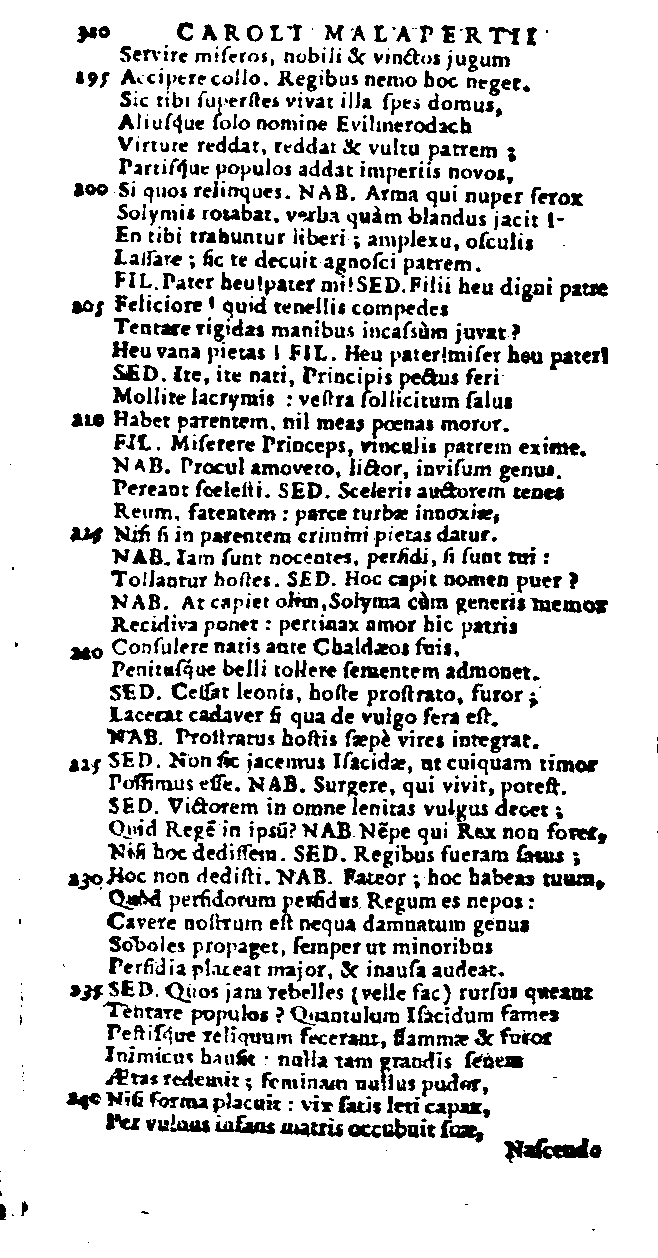 310 CAROLI MALAPERTII
Servire miſeros, nobili & vinctos jugum
195 Accipere collo. Regibus nemo hoc neget.
Sic tibi ſuperſtes vivat illa ſpes domus,
Aliuſque ſolo nomine Evilmerodach
Virtute reddat, reddat & vultu patrem ;
Partiſque populos addat imperiis novos,
200 Si quos relinques. NAB. Arma qui nuper ferox
Solymis rotabat, verba quàm blandus jacit !
En tibi trahuntur liberi ; amplexu, oſculis
Laſſare ; ſic te decuit agnoſci patrem.
FIL. Pater heu! pater mi! SED. Filii heu digni patre
205 Feliciore ! quid tenellis compedes
Tentare rigidas manibus incaſsùm juvat ?
Heu vana pietas ! FIL. Heu pater! miſer heu pater!
SED. Ite, ite nati, Principis pectus feri
Mollite lacrymis : veſtra ſollicitum ſalus
210 Habet parentem, nil meas pœnas moror.
FIL. Miſerere Princeps, vinculis patrem exime.
NAB. Procul amoveto, lictor, inviſum genus.
Pereant ſceleſti. SED. Sceleris auctorem tenes
Reum, fatentem : parce turbæ innoxiæ,
215 Niſi ſi in parentem crimini pietas datur.
NAB. Iam ſunt nocentes, perfidi, ſi ſunt tui :
Tollantur hoſtes. SED. Hoc capit nomen puer ?
NAB. At capiet olim, Solyma cùm generis memor
Recidiva ponet : pertinax amor hic patris
220 Conſulere natis ante Chaldæos ſuis,
Penituſque belli tollere ſementem admonet.
SED. Ceſſat leonis, hoſte proſtrato, furor ;
Lacerat cadaver ſi qua de vulgo fera eſt.
NAB. Proſtratus hoſtis ſæpè vires integrat.
225 SED. Non ſic jacemus Iſacidæ, ut cuiquam timor
Poſſimus eſſe. NAB. Surgere, qui vivit, poteſt.
SED. Victorem in omne lenitas vulgus decet ;
Quid Regē in ipsū? NAB. Nēpe qui Rex non foret,
Niſi hoc dediſſem. SED. Regibus fueram ſatus ;
230 Hoc non dediſti. NAB. Fateor ; hoc habeas tuum,
Quòd perfidorum perfidus Regum es nepos :
Cavere noſtrum eſt nequa damnatum genus
Soboles propaget, ſemper ut minoribus
Perfidia placeat major, & inauſa audeat.
235 SED. Quos jam rebelles (velle fac) rurſus queant
Tentare populos ? Quantulum Iſacidum fames
Peſtiſque reliquum fecerant, flammæ & furor
Inimicus hauſit : nulla tam grandis ſenem
Ætas redemit ; feminam nullus pudor,
240 Niſi forma placuit : vix ſatis leti capax,
Per vulnus infans matris occubuit ſuæ,
Naſcendo